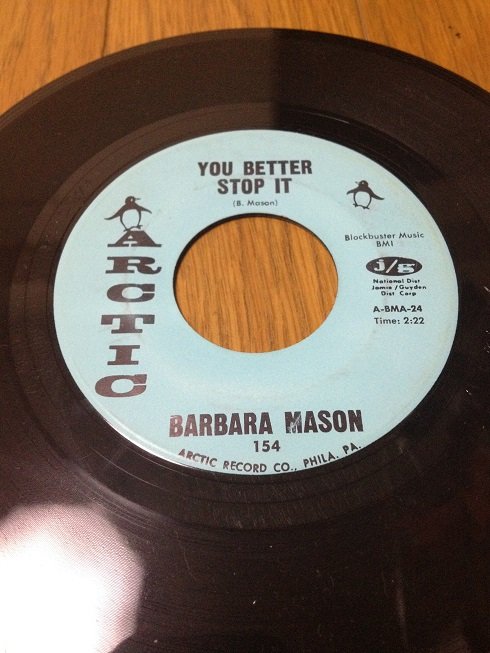 YOU BETTER
STOP IT
(B. Mason)
ARCTIC
Blockbuster Music
BMI
j/g
National Dist
Jamie/Guyden
Dist Corp
A-BMA-24
Time: 2:22
BARBARA MASON
154
ARCTIC RECORD CO., PHILA. PA.